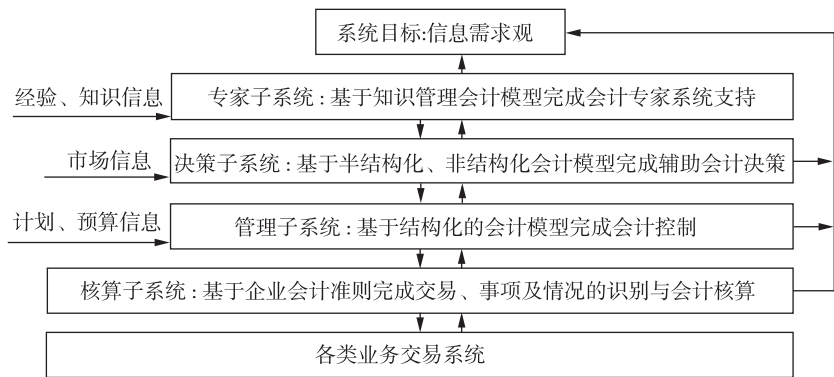 系统目标:信息需求观
经验、知识信息
专家子系统:基于知识管理会计模型完成会计专家系统支持
市场信息
决策子系统:基于半结构化、非结构化会计模型完成辅助会计决策
计划、预算信息
管理子系统:基于结构化的会计模型完成会计控制
核算子系统:基于企业会计准则完成交易、事项及情况的识别与会计核算
各类业务交易系统